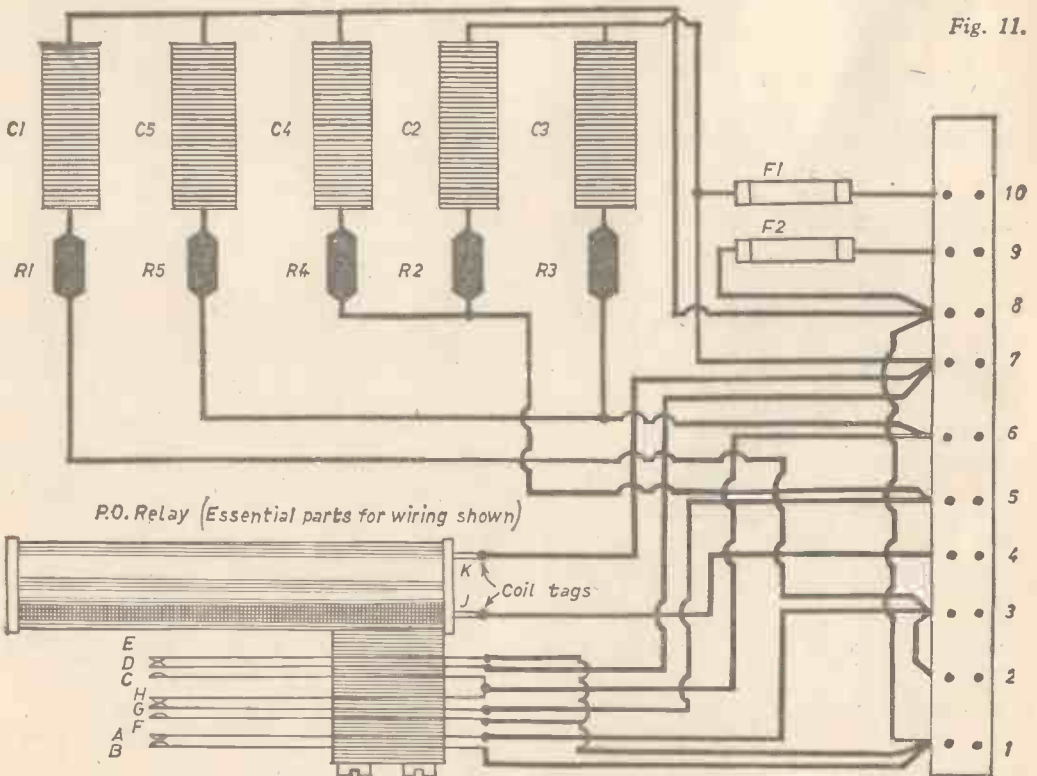 Fig. 11.
C1
C5
C4
C2
C3
F1
10
F2
9
R1
R5
R4
R2
R3
8
7
6
P.O. Relay (Essential parts for wiring shown)
5
K
4
Coil tags
J
3
E
D
C
2
H
G
F
A
B
1